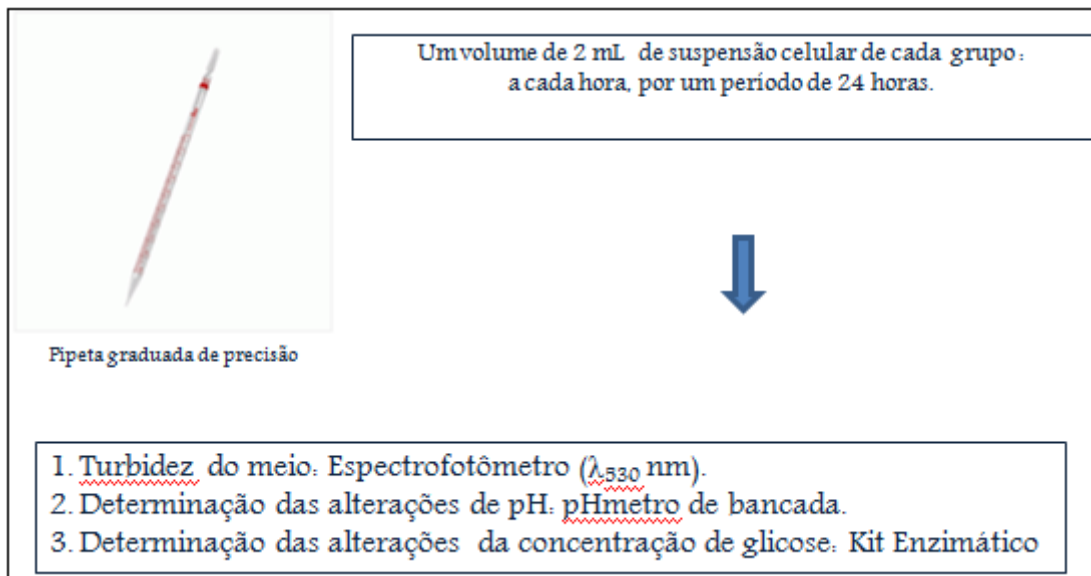 Um volume de 2 mL de suspensão celular de cada grupo:
a cada hora, por um período de 24 horas.
Pipeta graduada de precisão
1. Turbidez do meio: Espectrofotômetro (λ530 nm).
2. Determinação das alterações de pH: pHmetro de bancada.
3. Determinação das alterações da concentração de glicose: Kit Enzimático